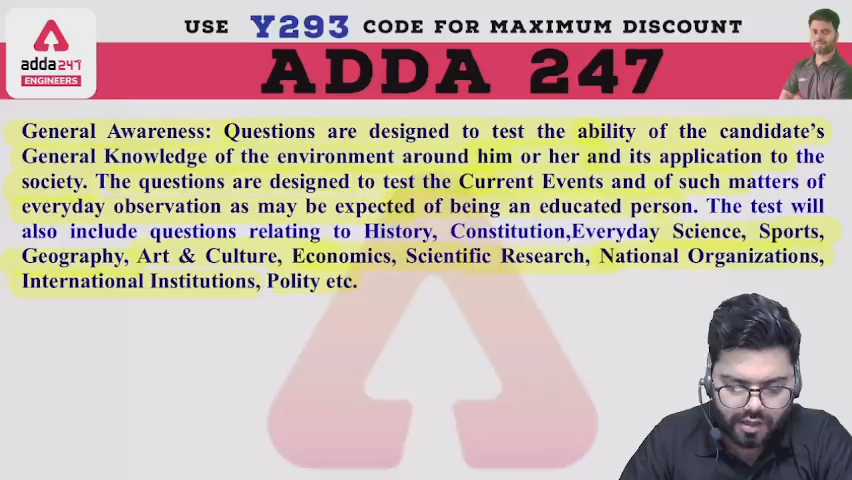 USE Y293 CODE FOR MAXIMUM DISCOUNT
adda247
ENGINEERS
ADDA 247
General Awareness: Questions are designed to test the ability of the candidate's
General Knowledge of the environment around him or her and its application to the
society. The questions are designed to test the Current Events and of such matters of
everyday observation as may be expected of being an educated person. The test will
also include questions relating to History, Constitution,Everyday Science, Sports,
Geography, Art & Culture, Economics, Scientific Research, National Organizations,
International Institutions, Polity etc.